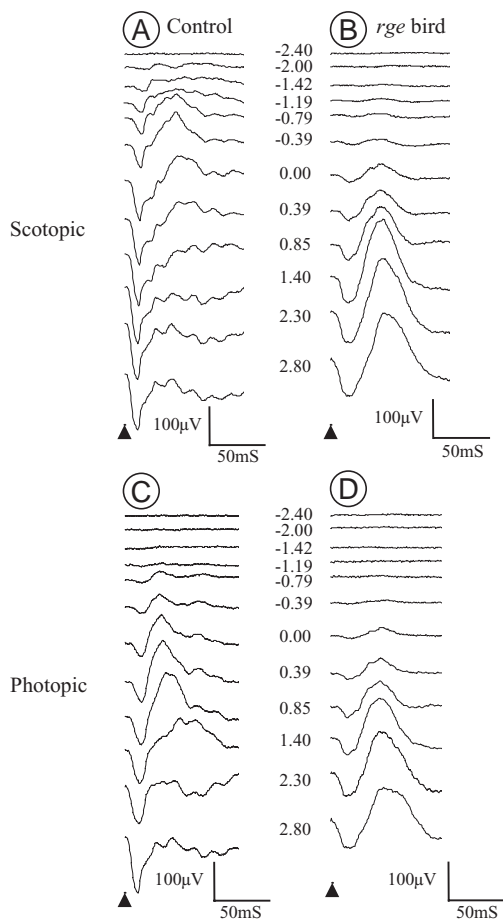 A Control
B rge bird
Scotopic
-2.40
-2.00
-1.42
-1.19
-0.79
-0.39
0.00
0.39
0.85
1.40
2.30
2.80
100µV
50mS
100µV
50mS
C
D
Photopic
-2.40
-2.00
-1.42
-1.19
-0.79
-0.39
0.00
0.39
0.85
1.40
2.30
2.80
100µV
50mS
100µV
50mS